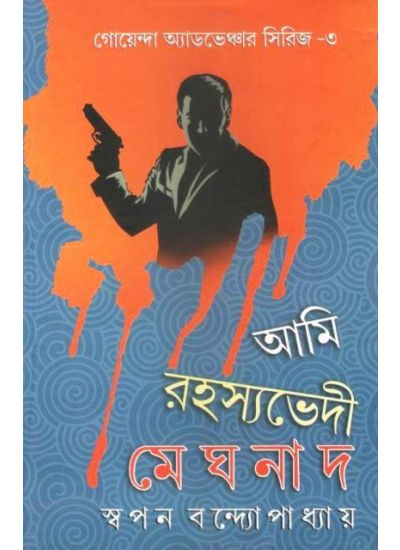 গোয়েন্দা অ্যাডভেঞ্চার সিরিজ -৩
আমি
রহস্যভেদী
মেঘনাদ
স্বপন বন্দ্যোপাধ্যায়